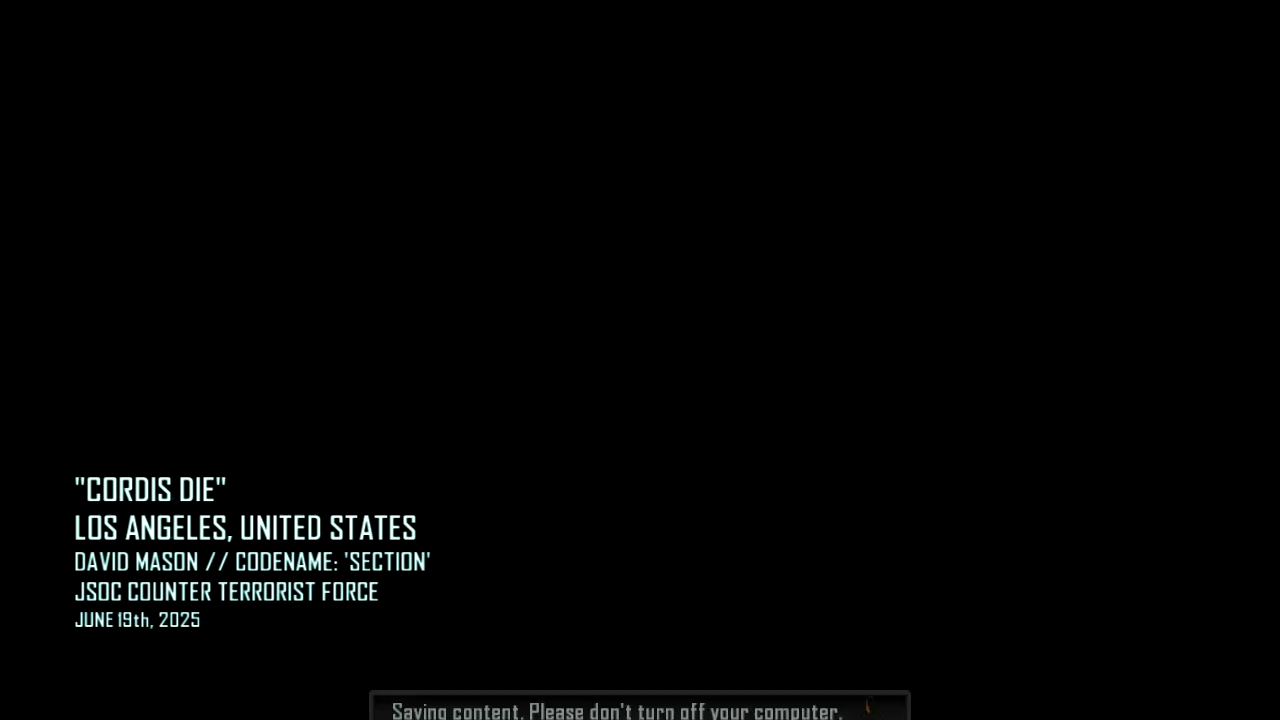 "CORDIS DIE"
LOS ANGELES, UNITED STATES
DAVID MASON // CODENAME: 'SECTION'
JSOC COUNTER TERRORIST FORCE
JUNE 19th, 2025
Saving content. Please don't turn off your computer.